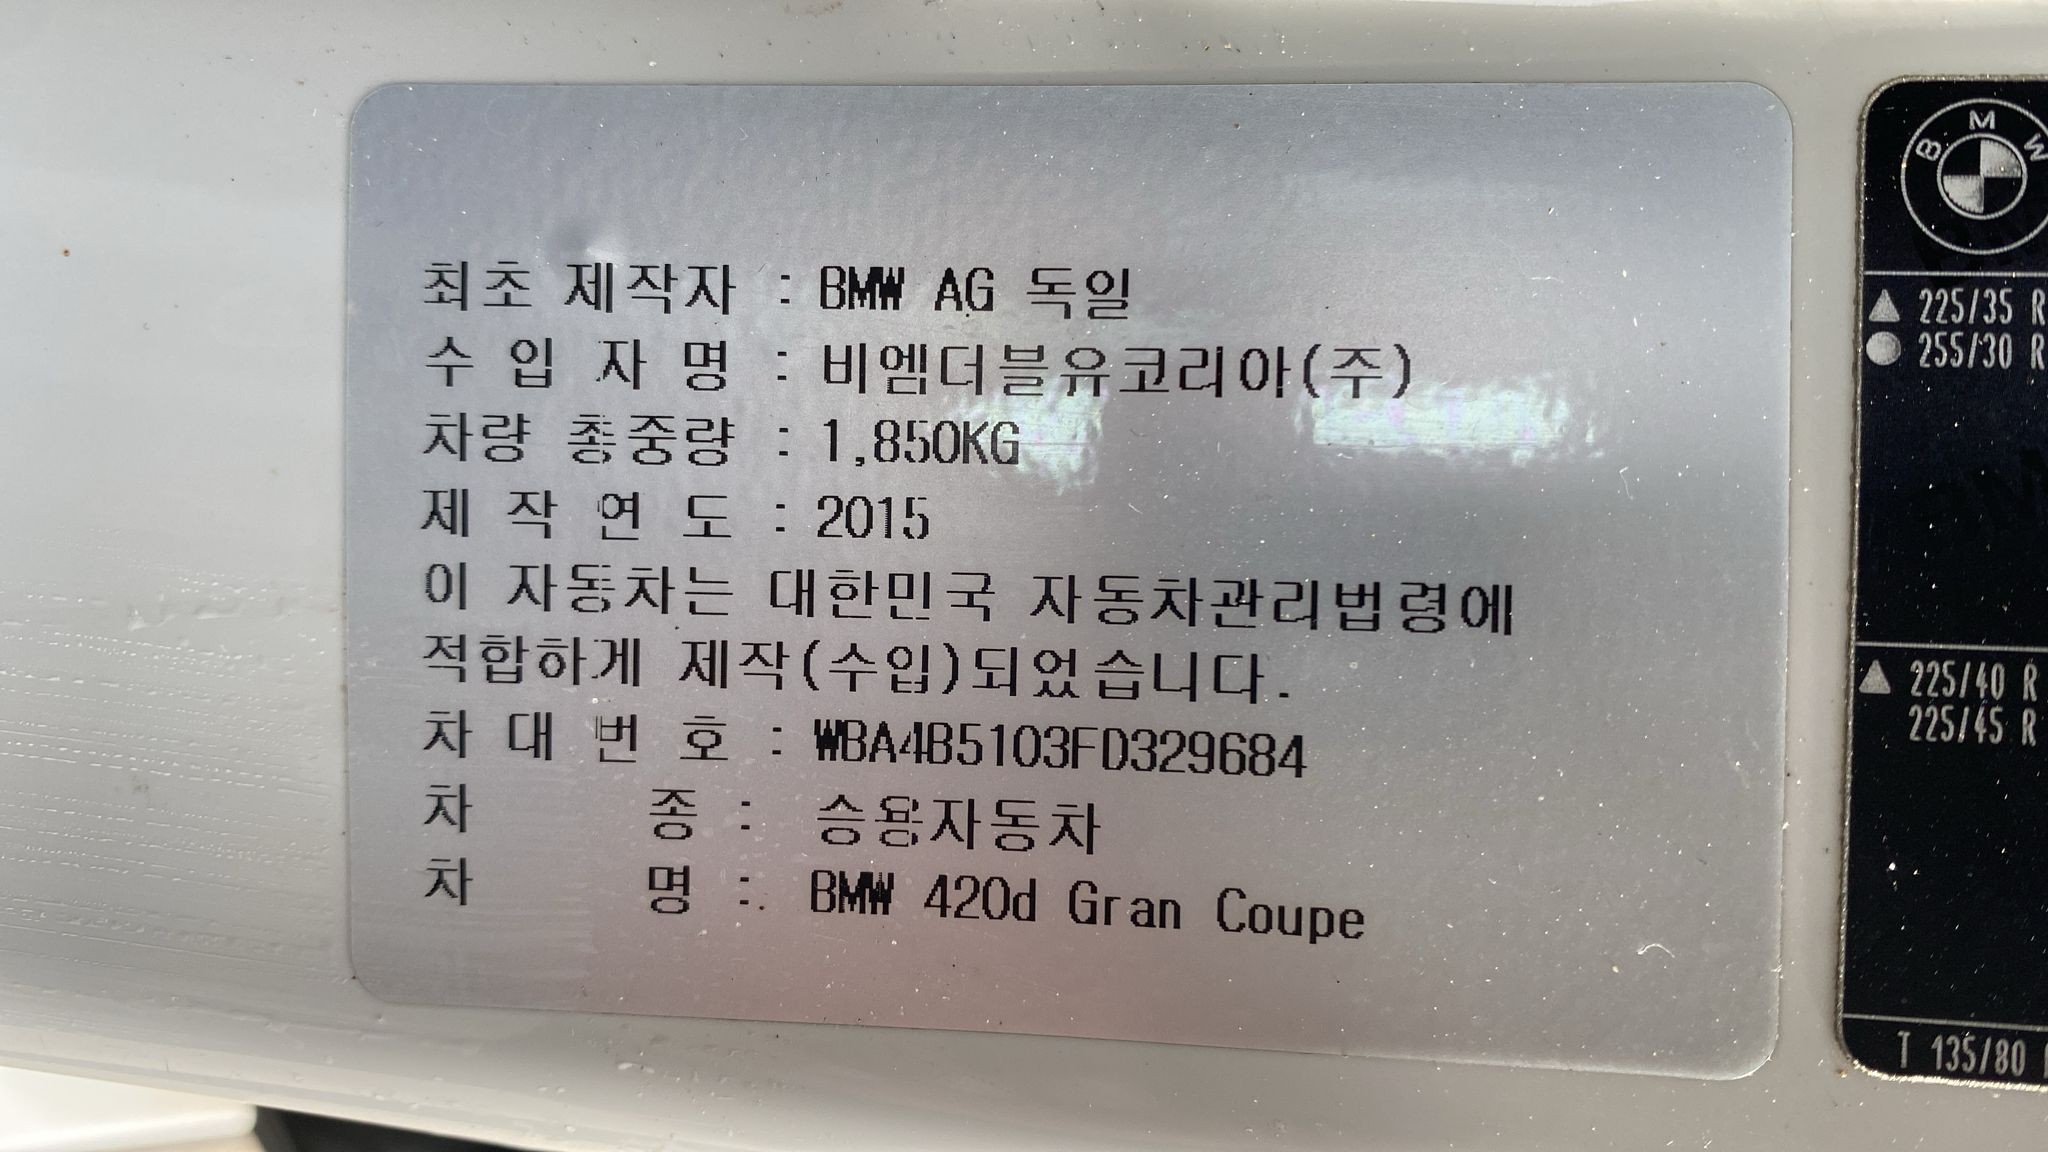 최초 제작자 : BMW AG 독일
수 입 자 명 : 비엠더블유코리아(주)
차량 총중량 : 1,850KG
제 작 연 도 : 2015
이 자동차는 대한민국 자동차관리법령에
적합하게 제작(수입)되었습니다.
차 대 번 호 : WBA4B5103FD329684
차 종 : 승용자동차
차 명 : BMW 420d Gran Coupe
BMW
225/35 R
255/30 R
225/40 R
225/45 R
T 135/80